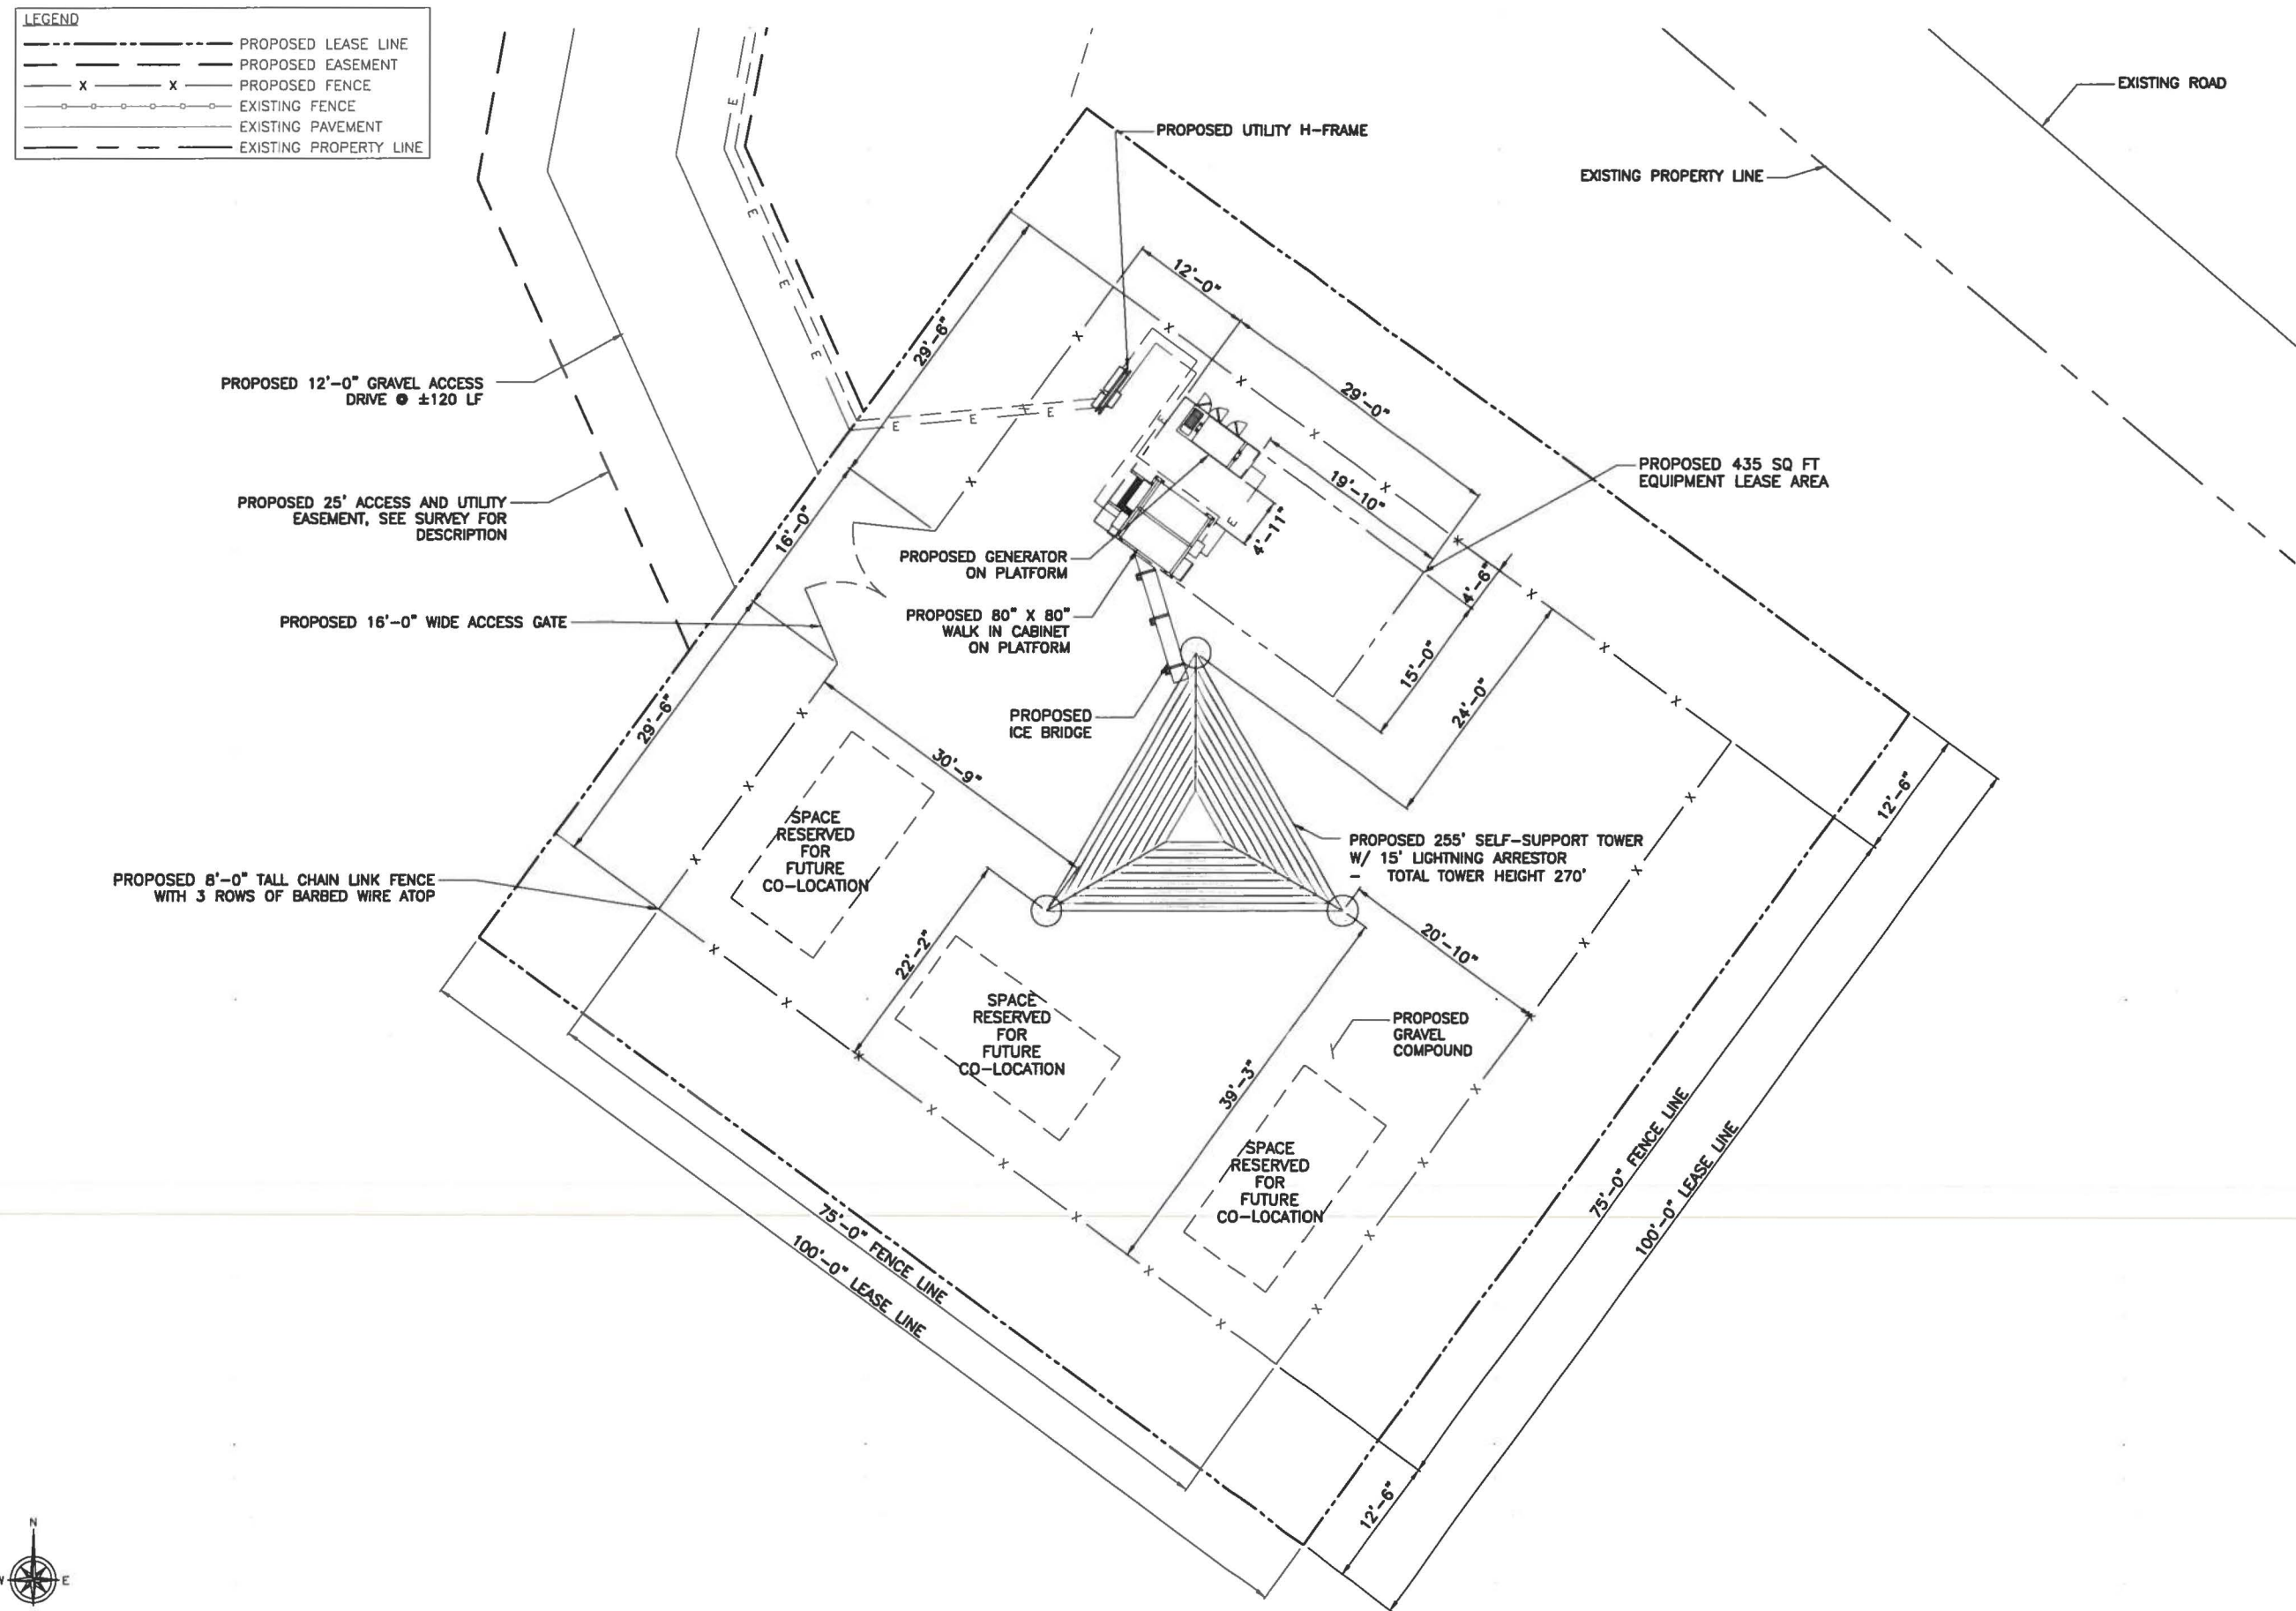 LEGEND
PROPOSED LEASE LINE
PROPOSED EASEMENT
X X PROPOSED FENCE
EXISTING FENCE
EXISTING PAVEMENT
EXISTING PROPERTY LINE
EXISTING ROAD
PROPOSED UTILITY H-FRAME
EXISTING PROPERTY LINE
12'-0"
29'-6"
29'-0"
PROPOSED 12'-0" GRAVEL ACCESS
DRIVE @ ±120 LF
PROPOSED 435 SQ FT
EQUIPMENT LEASE AREA
19'-10"
4'-11"
PROPOSED 25' ACCESS AND UTILITY
EASEMENT, SEE SURVEY FOR
DESCRIPTION
16'-0"
PROPOSED GENERATOR
ON PLATFORM
4'-6"
PROPOSED 16'-0" WIDE ACCESS GATE
PROPOSED 80" X 80"
WALK IN CABINET
ON PLATFORM
15'-0"
24'-0"
29'-6"
PROPOSED
ICE BRIDGE
30'-9"
12'-6"
SPACE
RESERVED
FOR
FUTURE
CO-LOCATION
PROPOSED 255' SELF-SUPPORT TOWER
W/ 15' LIGHTNING ARRESTOR
- TOTAL TOWER HEIGHT 270'
PROPOSED 8'-0" TALL CHAIN LINK FENCE
WITH 3 ROWS OF BARBED WIRE ATOP
22'-2"
20'-10"
SPACE
RESERVED
FOR
FUTURE
CO-LOCATION
PROPOSED
GRAVEL
COMPOUND
39'-3"
SPACE
RESERVED
FOR
FUTURE
CO-LOCATION
75'-0" FENCE LINE
100'-0" LEASE LINE
75'-0" FENCE LINE
100'-0" LEASE LINE
12'-6"
N
W E